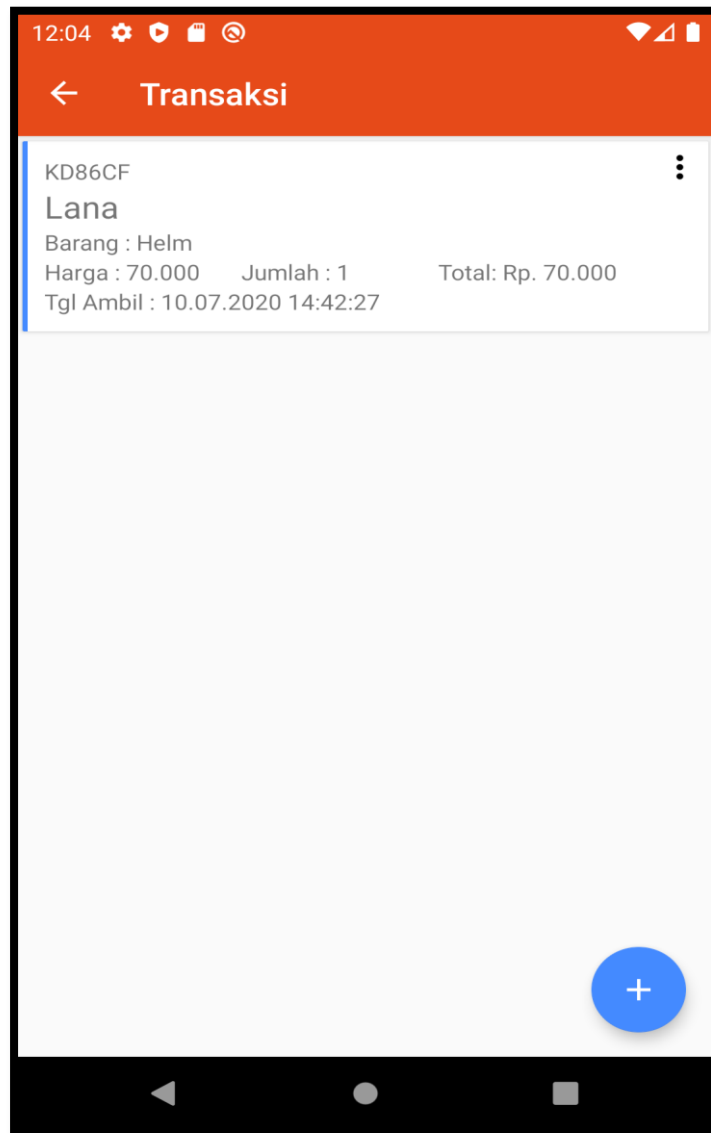 12:04
Transaksi
KD86CF
Lana
Barang : Helm
Harga : 70.000 Jumlah : 1 Total: Rp. 70.000
Tgl Ambil : 10.07.2020 14:42:27